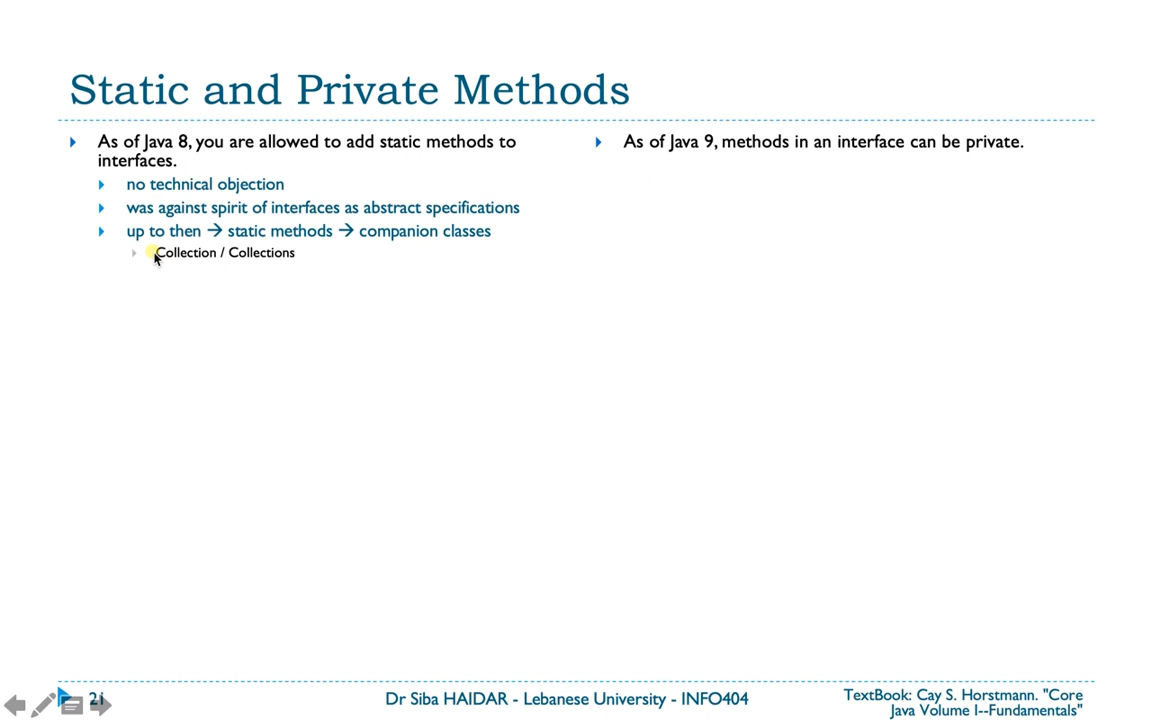 Static and Private Methods
As of Java 8, you are allowed to add static methods to
interfaces.
no technical objection
was against spirit of interfaces as abstract specifications
up to then → static methods → companion classes
Collection / Collections
As of Java 9, methods in an interface can be private.
21
Dr Siba HAIDAR - Lebanese University - INFO404
TextBook: Cay S. Horstmann. "Core
Java Volume I--Fundamentals"